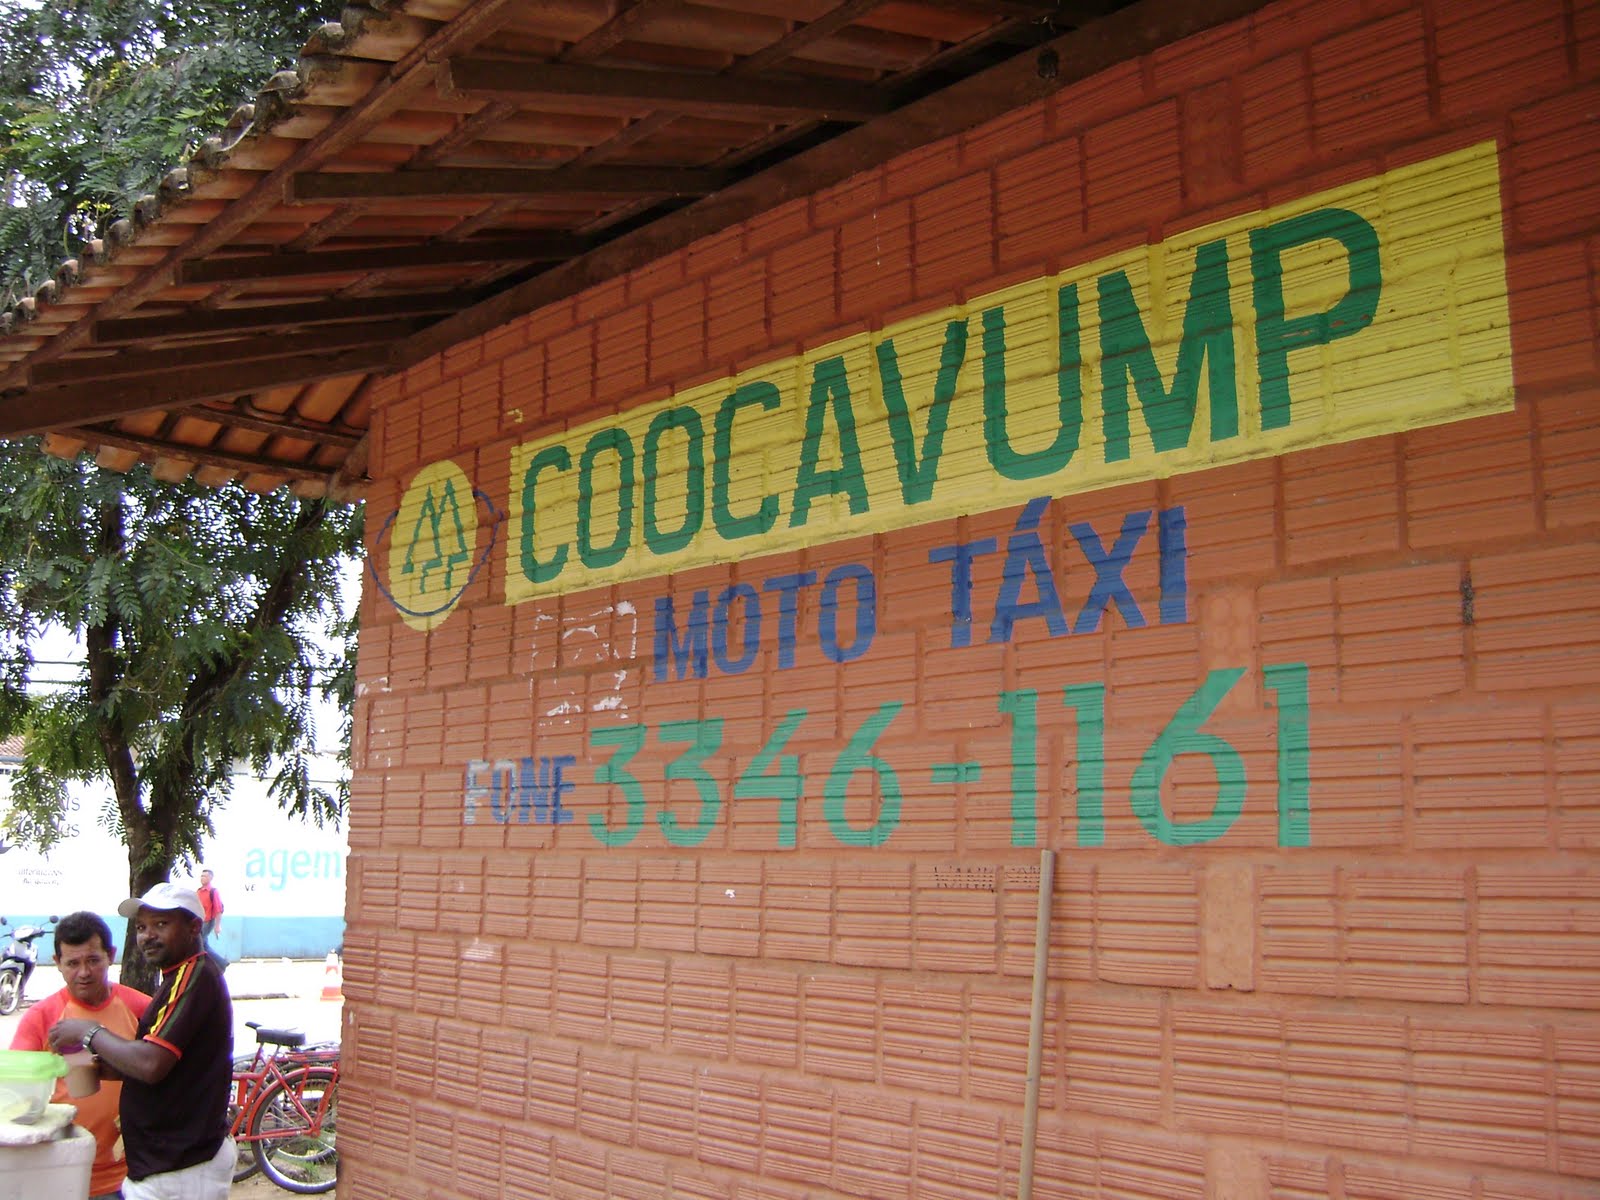 COOCAVUMP
MOTO TÁXI
FONE 3346-1161
agem